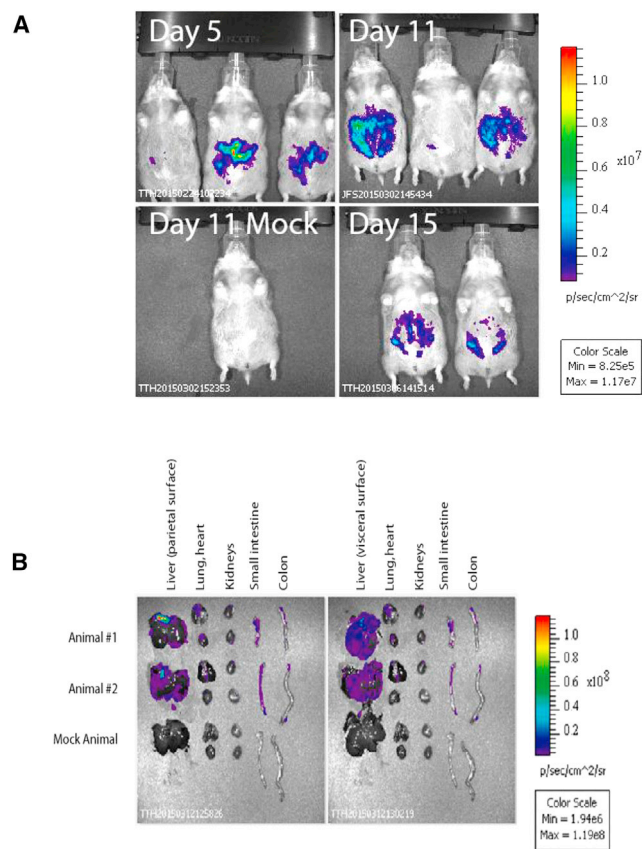 A
Day 5
Day 11
TTH20150224102234
JFS20150302145434
Day 11 Mock
Day 15
TTH20150302152353
1.0
0.8
x10^7
0.6
0.4
0.2
p/sec/cm^2/sr
Color Scale
Min = 8.25e5
Max = 1.17e7
B
Liver (parietal surface)
Lung, heart
Kidneys
Small intestine
Colon
Liver (visceral surface)
Lung, heart
Kidneys
Small intestine
Colon
Animal #1
Animal #2
Mock Animal
TTH20150312125826
TTH20150312130219
1.0
0.8
x10^8
0.6
0.4
0.2
p/sec/cm^2/sr
Color Scale
Min = 1.94e6
Max = 1.19e8